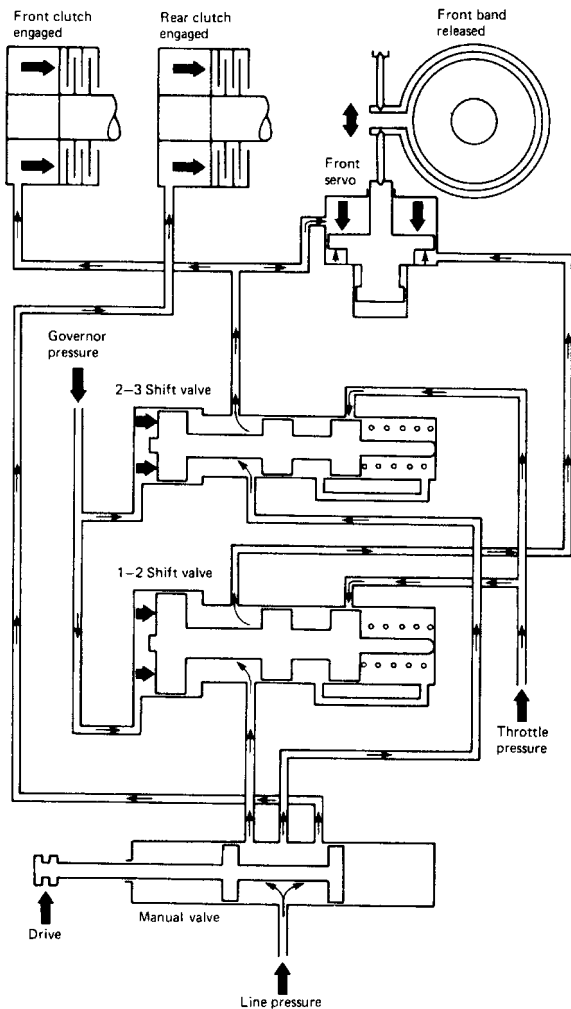 Front clutch
engaged
Rear clutch
engaged
Front band
released
Front
servo
Governor
pressure
2–3 Shift valve
1–2 Shift valve
Throttle
pressure
Manual valve
Drive
Line pressure